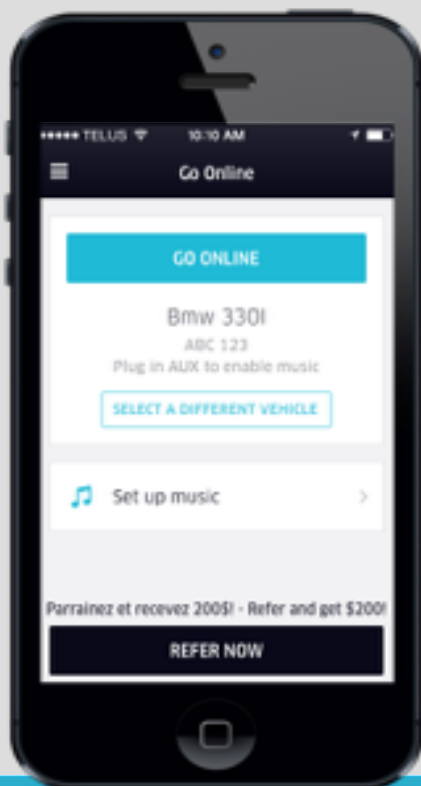 TELUS 10:10 AM
Go Online
GO ONLINE
Bmw 330I
ABC 123
Plug in AUX to enable music
SELECT A DIFFERENT VEHICLE
Set up music
Parrainez et recevez 200$! - Refer and get $200!
REFER NOW